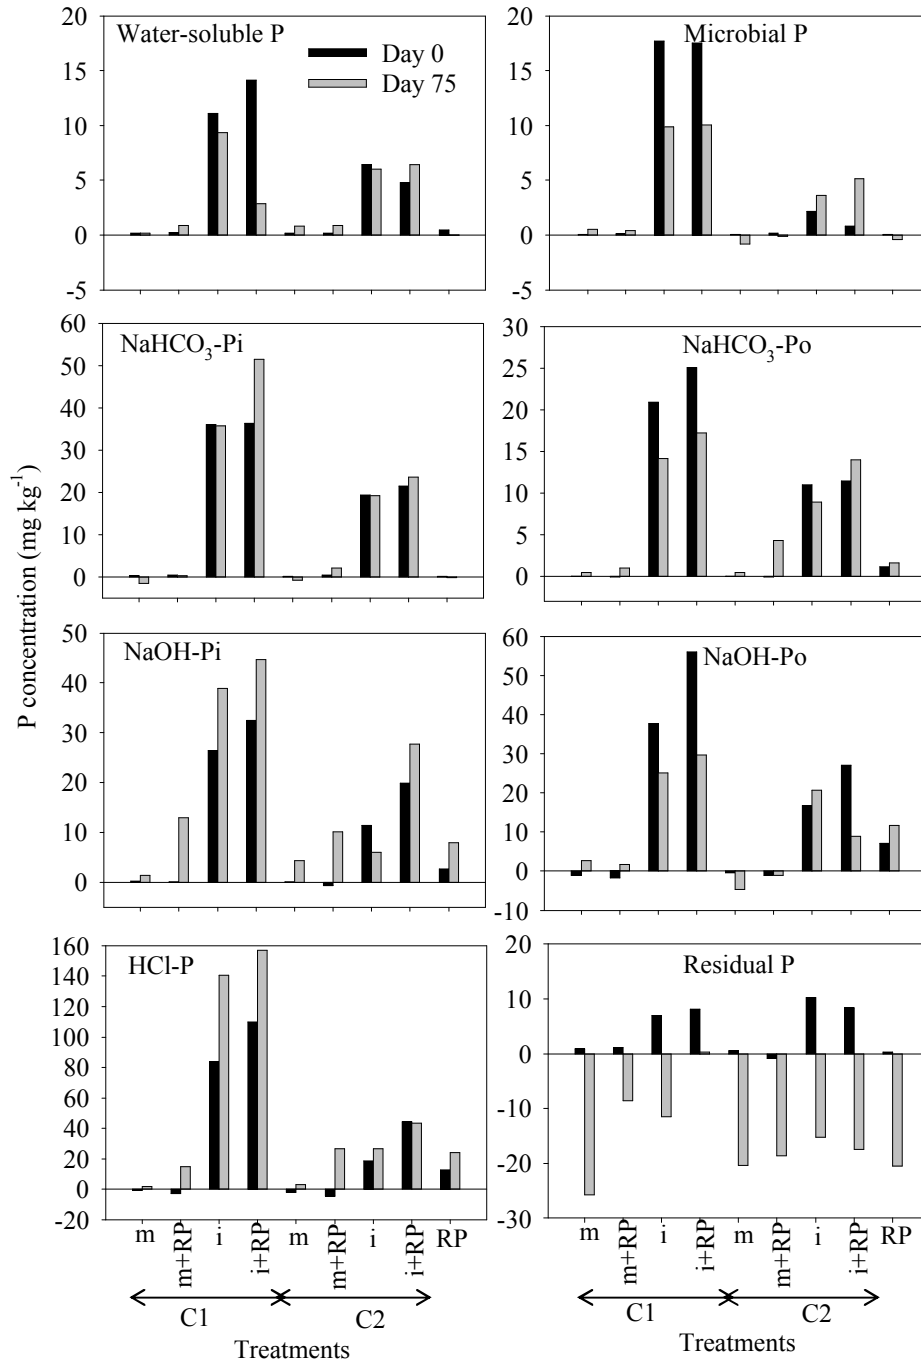 P concentration (mg kg-1)
Water-soluble P
Day 0
Day 75
20
15
10
5
0
-5
Microbial P
20
15
10
5
0
-5
NaHCO3-Pi
60
50
40
30
20
10
0
NaHCO3-Po
30
25
20
15
10
5
0
NaOH-Pi
50
40
30
20
10
0
NaOH-Po
60
50
40
30
20
10
0
-10
HCl-P
160
140
120
100
80
60
40
20
0
-20
Residual P
20
10
0
-10
-20
-30
m
m+RP
i
i+RP
m
m+RP
i
i+RP
RP
C1
C2
Treatments
m
m+RP
i
i+RP
m
m+RP
i
i+RP
RP
C1
C2
Treatments